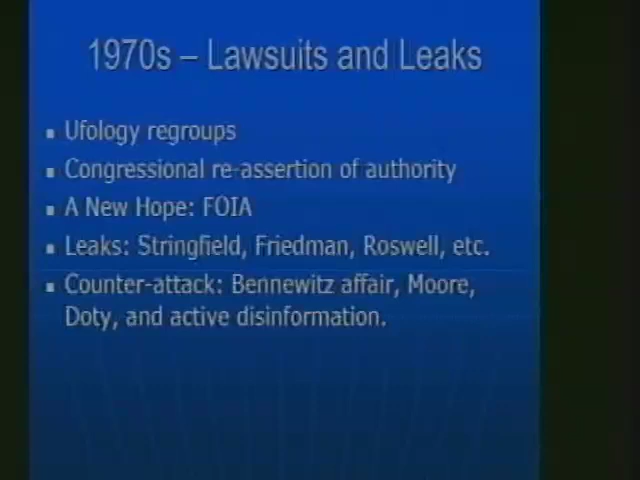 1970s – Lawsuits and Leaks
▪ Ufology regroups
▪ Congressional re-assertion of authority
▪ A New Hope: FOIA
▪ Leaks: Stringfield, Friedman, Roswell, etc.
▪ Counter-attack: Bennewitz affair, Moore,
Doty, and active disinformation.